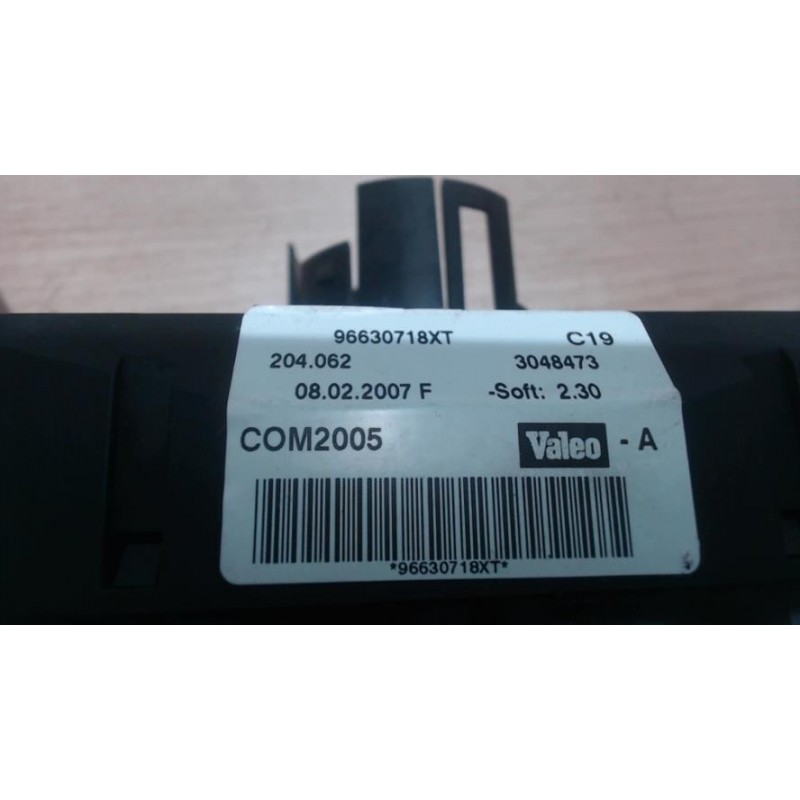 96630718XT C19
204.062 3048473
08.02.2007 F -Soft: 2.30
COM2005 Valeo - A
*96630718XT*